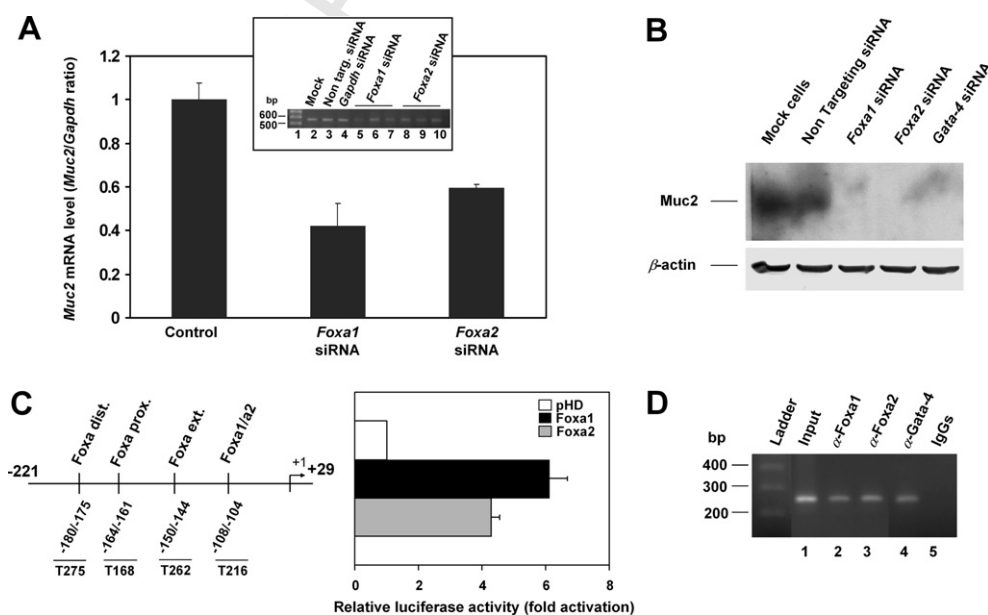 A
Muc2 mRNA level (Muc2/Gapdh ratio)
1.2
1
0.8
0.6
0.4
0.2
0
Control
Foxa1 siRNA
Foxa2 siRNA
bp
600
500
Mock
Non targ. siRNA
Gapdh siRNA
Foxa1 siRNA
Foxa2 siRNA
1 2 3 4 5 6 7 8 9 10
B
Mock cells
Non Targeting siRNA
Foxa1 siRNA
Foxa2 siRNA
Gata-4 siRNA
Muc2
β-actin
C
Foxa dist.
Foxa prox.
Foxa ext.
Foxa1/a2
-221
+1
+29
-180/-175
-164/-161
-150/-144
-108/-104
T275
T168
T262
T216
pHD
Foxa1
Foxa2
0 2 4 6 8
Relative luciferase activity (fold activation)
D
bp
Ladder
Input
α-Foxa1
α-Foxa2
α-Gata-4
IgGs
400
300
200
1 2 3 4 5